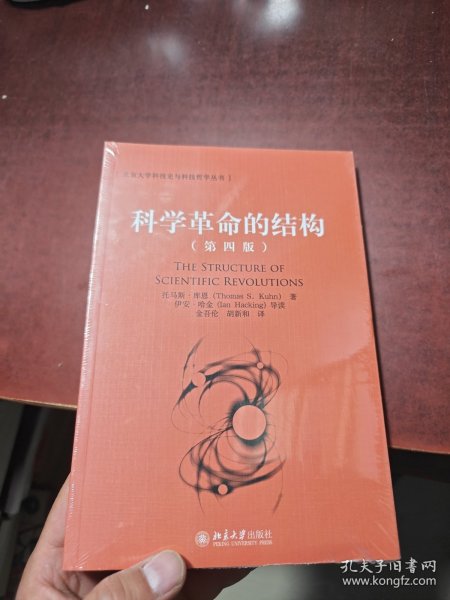 北京大学科技史与科技哲学丛书
科学革命的结构
（第四版）
THE STRUCTURE OF
SCIENTIFIC REVOLUTIONS
托马斯·库恩 (Thomas S. Kuhn) 著
伊安·哈金 (Ian Hacking) 导读
金吾伦 胡新和 译
北京大学出版社
PEKING UNIVERSITY PRESS
孔夫子旧书网
www.kongfz.com